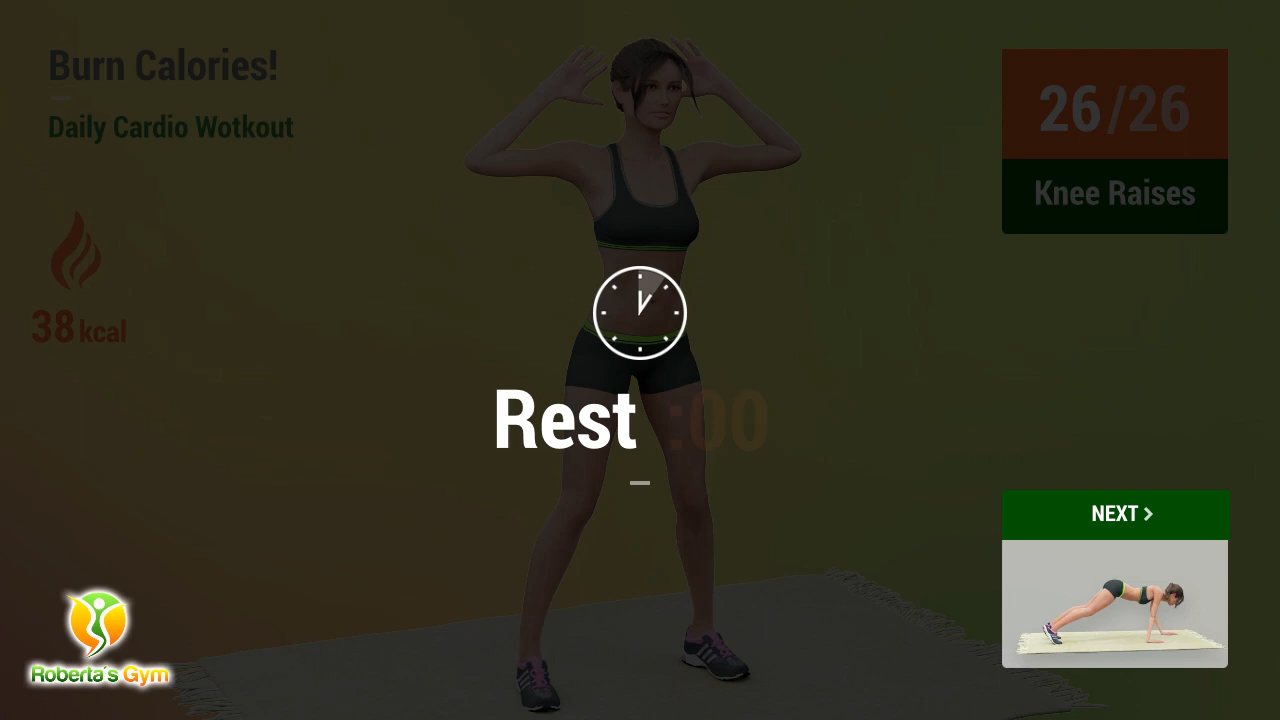 Burn Calories!
Daily Cardio Wotkout
38 kcal
26/26
Knee Raises
Rest :00
NEXT >
Roberta's Gym